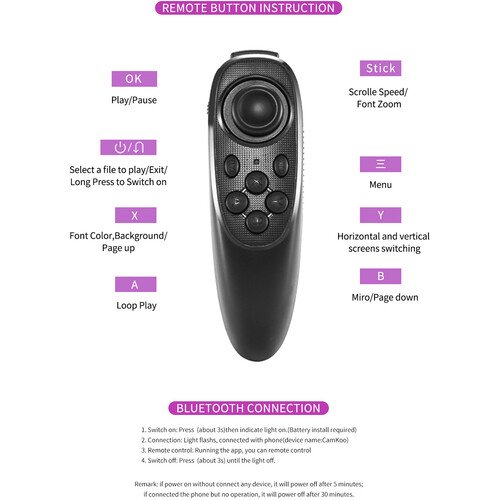 REMOTE BUTTON INSTRUCTION
OK
Play/Pause
Stick
Scrolle Speed/
Font Zoom
Select a file to play/Exit/
Long Press to Switch on
三
Menu
X
Font Color,Background/
Page up
Y
Horizontal and vertical
screens switching
A
Loop Play
B
Miro/Page down
BLUETOOTH CONNECTION
1. Switch on: Press (about 3s)then indicate light on.(Battery install required)
2. Connection: Light flashs, connected with phone(device name:CamKoo)
3. Remote control: Running the app, you can remote control
4. Switch off: Press (about 3s) until the light off.
Remark: if power on without connect any device, it will power off after 5 minutes;
if connected the phone but no operation, it will power off after 30 minutes.